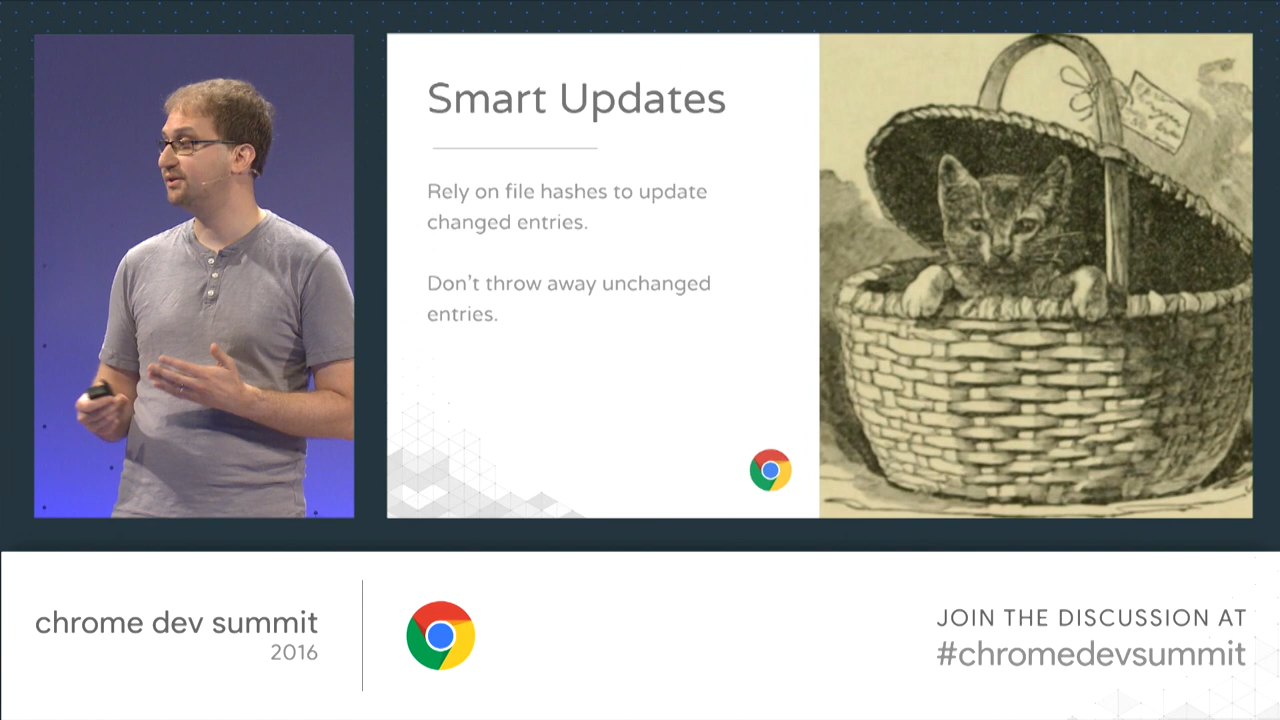 Smart Updates
Rely on file hashes to update
changed entries.
Don't throw away unchanged
entries.
chrome dev summit
2016
JOIN THE DISCUSSION AT
#chromedevsummit